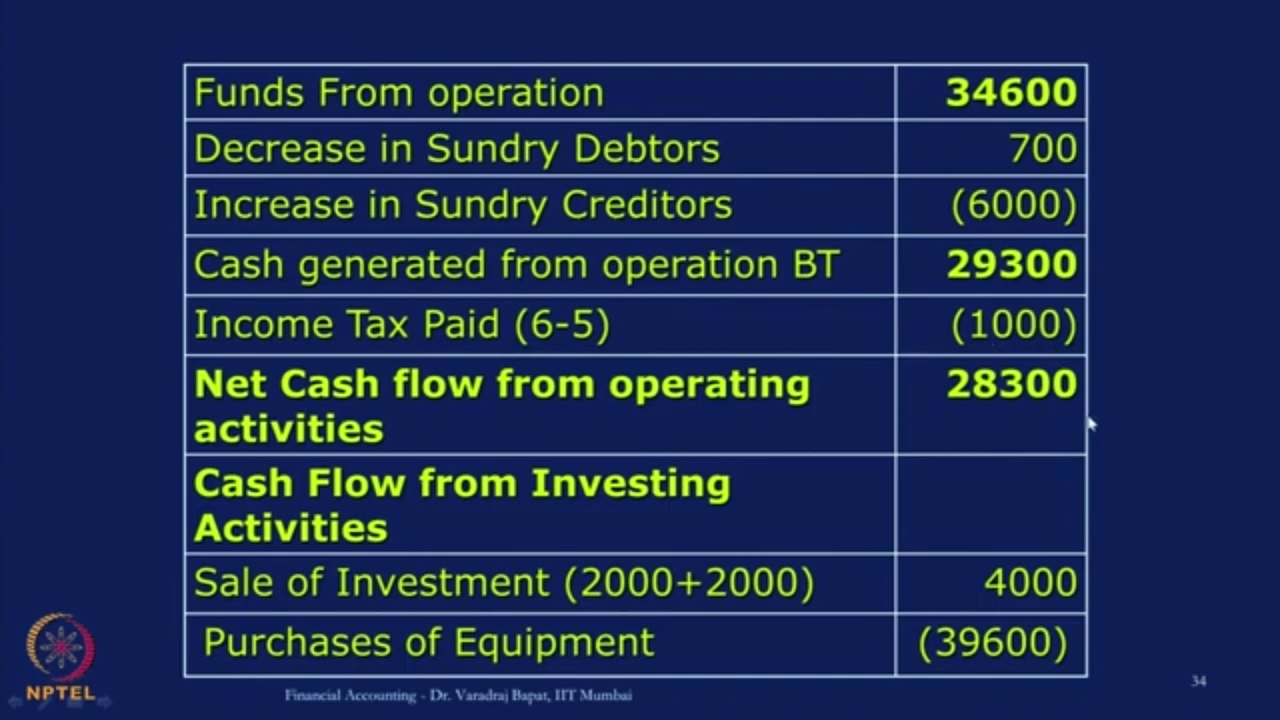 Funds From operation 34600
Decrease in Sundry Debtors 700
Increase in Sundry Creditors (6000)
Cash generated from operation BT 29300
Income Tax Paid (6-5) (1000)
Net Cash flow from operating 28300
activities
Cash Flow from Investing
Activities
Sale of Investment (2000+2000) 4000
Purchases of Equipment (39600)
NPTEL
Financial Accounting - Dr. Varadraj Bapat, IIT Mumbai
34